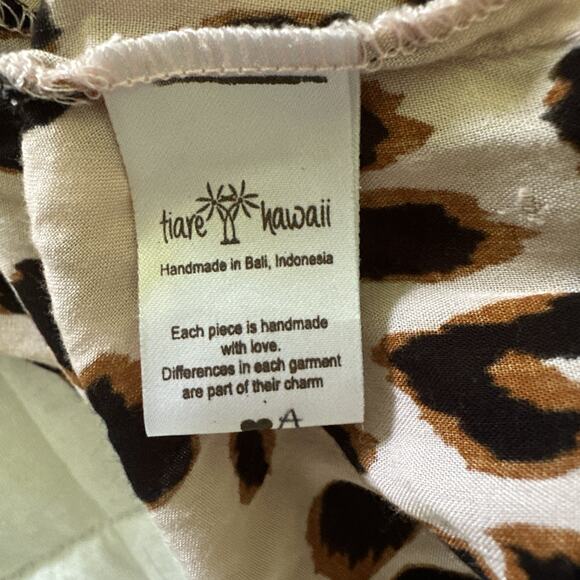 tiare hawaii
Handmade in Bali, Indonesia
Each piece is handmade
with love.
Differences in each garment
are part of their charm
A